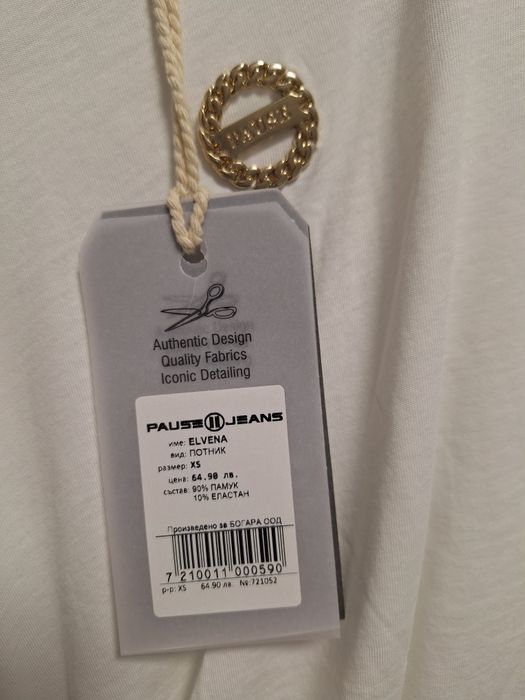 PAUSE
Authentic Design
Quality Fabrics
Iconic Detailing
PAUSE JEANS
име: ELVENA
вид: ПОТНИК
размер: XS
цена: 64.90 лв.
състав: 90% ПАМУК
10% ЕЛАСТАН
Произведено за БОГАРА ООД
7 210011 000590
р-р: XS 64.90 лв. №:721052